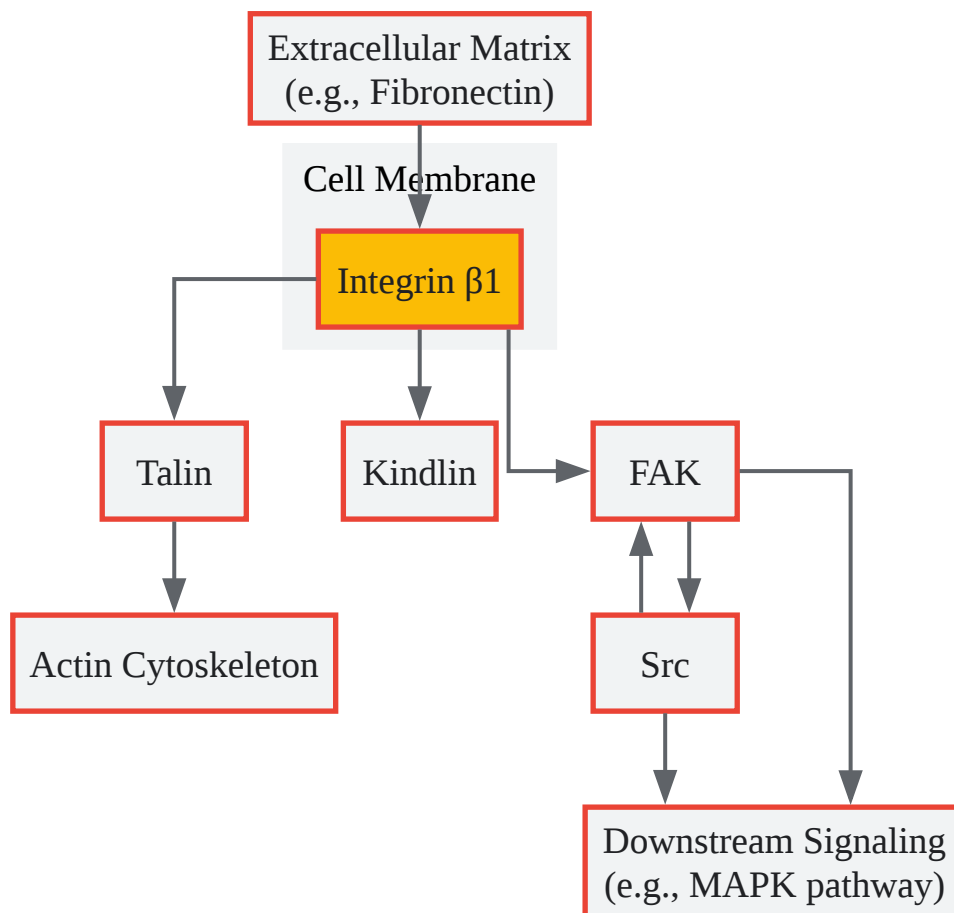 Extracellular Matrix
(e.g., Fibronectin)
Cell Membrane
Integrin β1
Talin
Kindlin
FAK
Actin Cytoskeleton
Src
Downstream Signaling
(e.g., MAPK pathway)